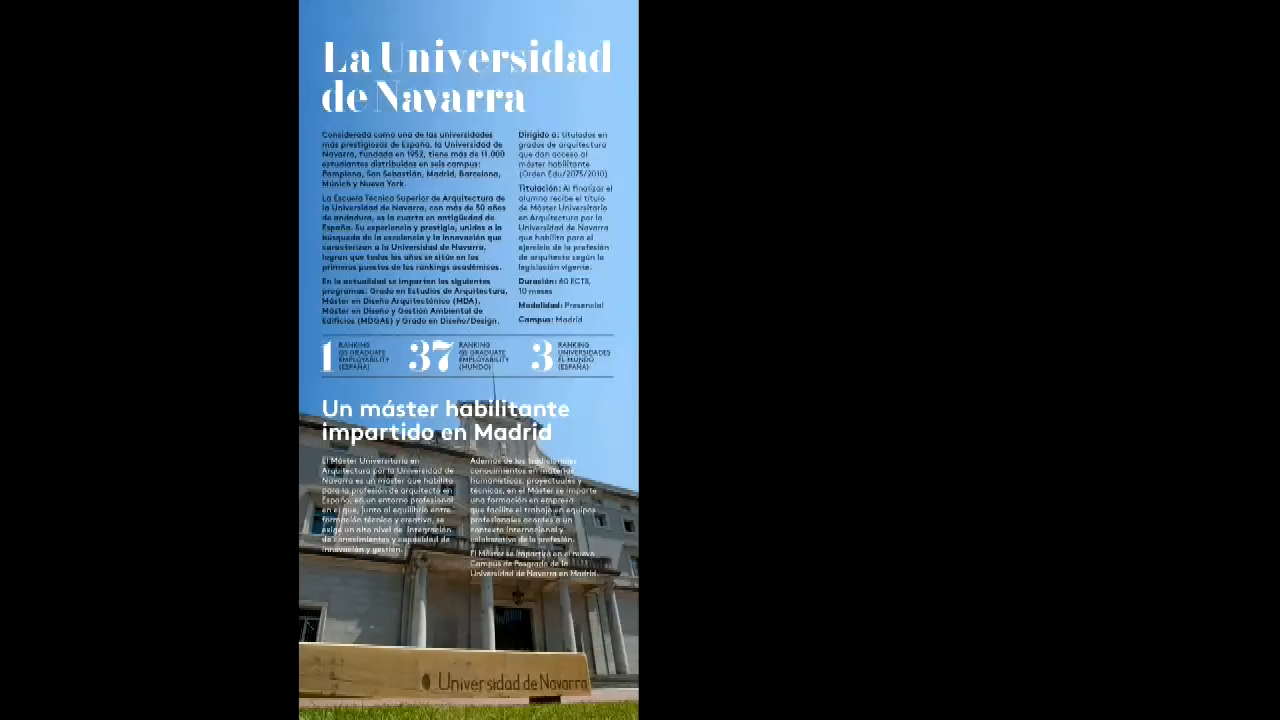 La Universidad
de Navarra
Considerada como una de las universidades
más prestigiosas de España, la Universidad de
Navarra, fundada en 1952, tiene más de 11.000
estudiantes distribuidos en seis campus:
Pamplona, San Sebastián, Madrid, Barcelona,
Múnich y Nueva York.
La Escuela Técnica Superior de Arquitectura de
la Universidad de Navarra, con más de 50 años
de andadura, es la cuarta en antigüedad de
España. Su experiencia y prestigio, unidos a la
búsqueda de la excelencia y la innovación que
caracterizan a la Universidad de Navarra,
logran que todos los años se sitúe en los
primeros puestos de los rankings académicos.
En la actualidad se imparten los siguientes
programas: Grado en Estudios de Arquitectura,
Máster en Diseño Arquitectónico (MDA),
Máster en Diseño y Gestión Ambiental de
Edificios (MDGAE) y Grado en Diseño/Design.
Dirigido a: titulados en
grados de arquitectura
que dan acceso al
máster habilitante
(Orden Edu/2075/2010)
Titulación: Al finalizar el
alumno recibe el título
de Máster Universitario
en Arquitectura por la
Universidad de Navarra
que habilita para el
ejercicio de la profesión
de arquitecto según la
legislación vigente.
Duración: 60 ECTS,
10 meses
Modalidad: Presencial
Campus: Madrid
1
RANKING
QS GRADUATE
EMPLOYABILITY
(ESPAÑA)
37
RANKING
QS GRADUATE
EMPLOYABILITY
(MUNDO)
3
RANKING
UNIVERSIDADES
EL MUNDO
(ESPAÑA)
Un máster habilitante
impartido en Madrid
El Máster Universitario en
Arquitectura por la Universidad de
Navarra es un máster que habilita
para la profesión de arquitecto en
España, en un entorno profesional
en el que, junto al equilibrio entre
formación técnica y creativa, se
exige un alto nivel de integración
de conocimientos y capacidad de
innovación y gestión.
Además de los tradicionales
conocimientos en materias
humanísticas, proyectuales y
técnicas, en el Máster se imparte
una formación en empresa
que facilite el trabajo en equipos
profesionales acordes a un
contexto internacional y
colaborativo de la profesión.
El Máster se impartirá en el nuevo
Campus de Posgrado de la
Universidad de Navarra en Madrid.
Universidad de Navarra